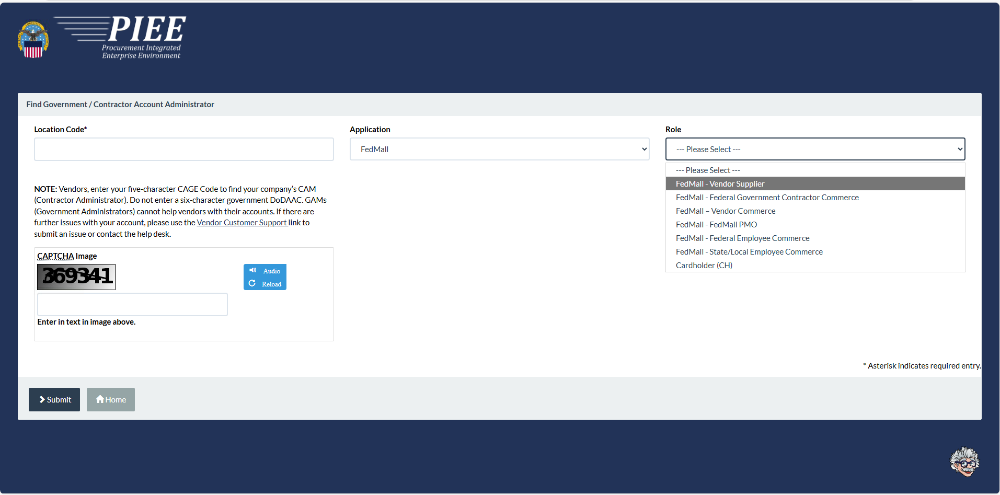 PIEE
Procurement Integrated
Enterprise Environment
Find Government / Contractor Account Administrator
Location Code*
Application
FedMall
Role
--- Please Select ---
--- Please Select ---
FedMall - Vendor Supplier
FedMall - Federal Government Contractor Commerce
FedMall – Vendor Commerce
FedMall - FedMall PMO
FedMall - Federal Employee Commerce
FedMall - State/Local Employee Commerce
Cardholder (CH)
NOTE: Vendors, enter your five-character CAGE Code to find your company's CAM
(Contractor Administrator). Do not enter a six-character government DoDAAC. GAMs
(Government Administrators) cannot help vendors with their accounts. If there are
further issues with your account, please use the Vendor Customer Support link to
submit an issue or contact the help desk.
CAPTCHA Image
369341
Audio
Reload
Enter in text in image above.
* Asterisk indicates required entry.
Submit
Home